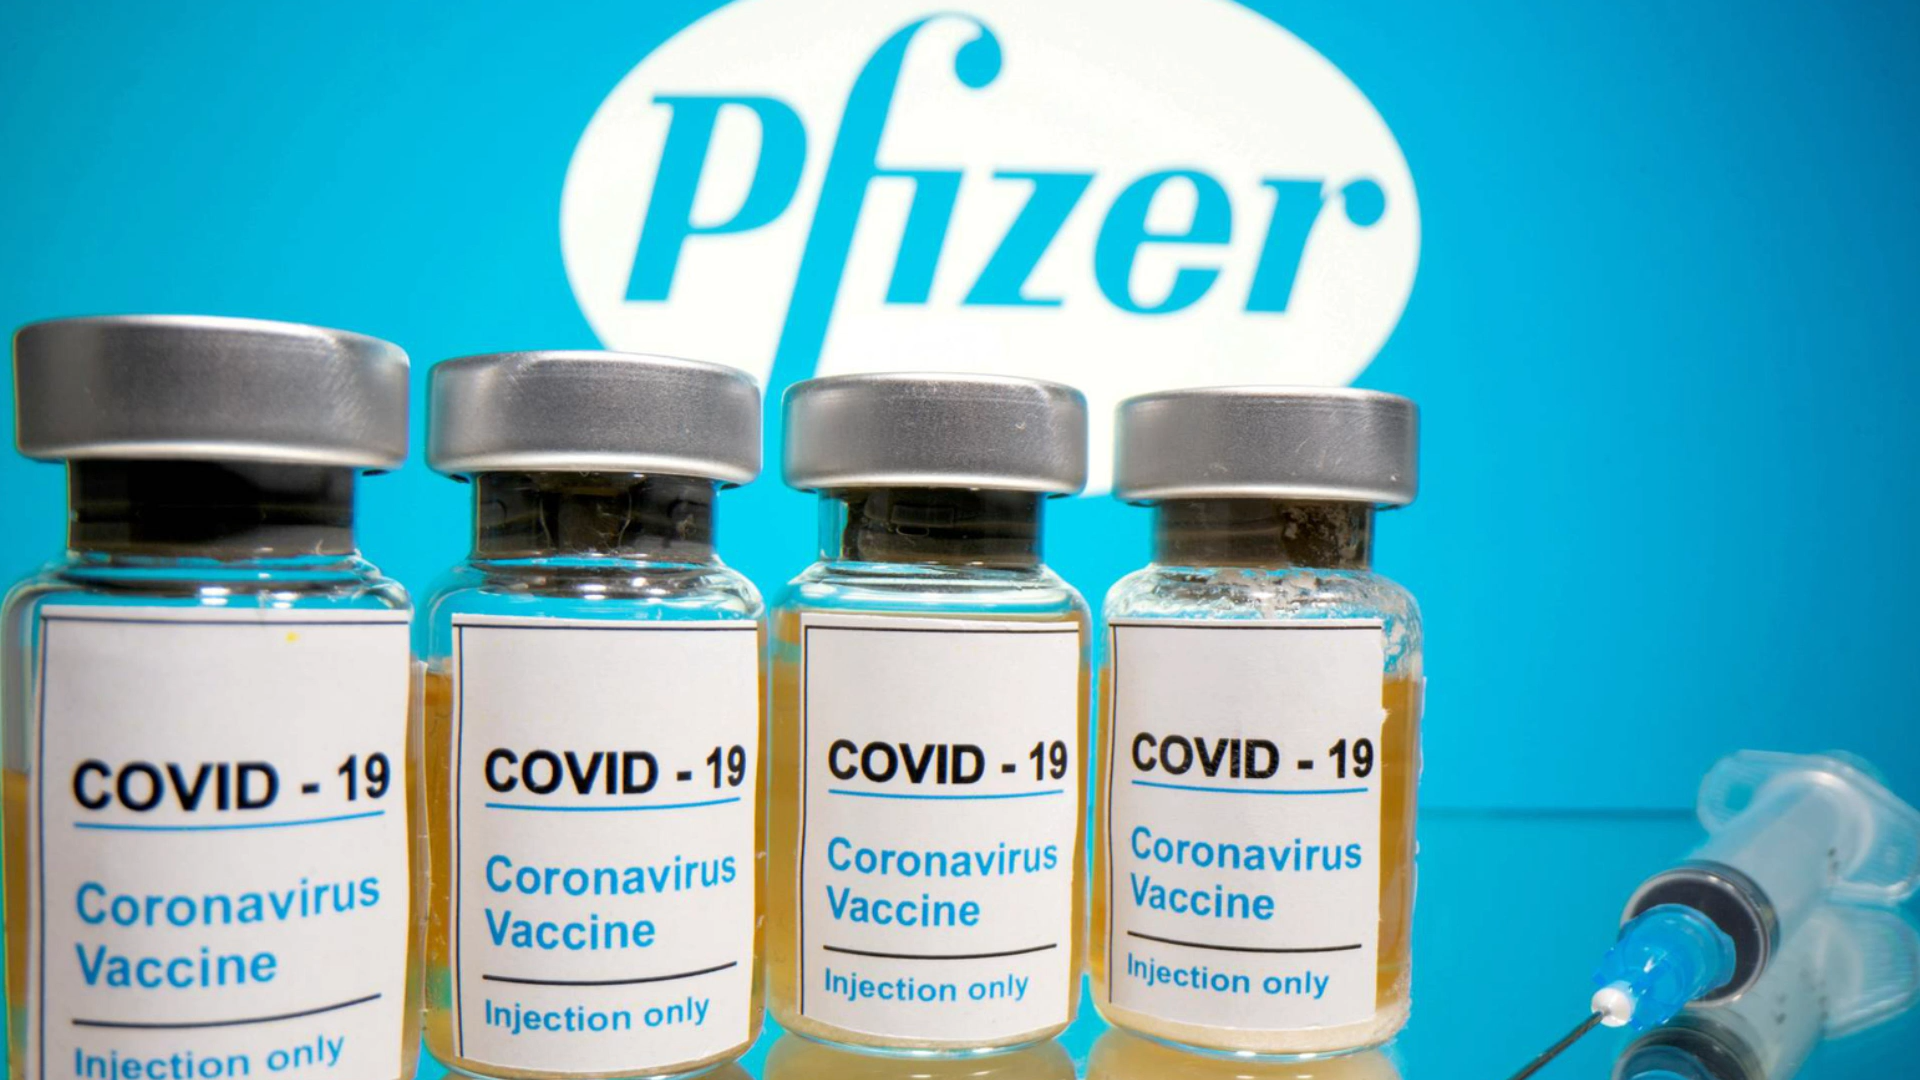 Pfizer
COVID - 19
Coronavirus
Vaccine
Injection only
COVID - 19
Coronavirus
Vaccine
Injection only
COVID - 19
Coronavirus
Vaccine
Injection only
COVID - 19
Coronavirus
Vaccine
Injection only